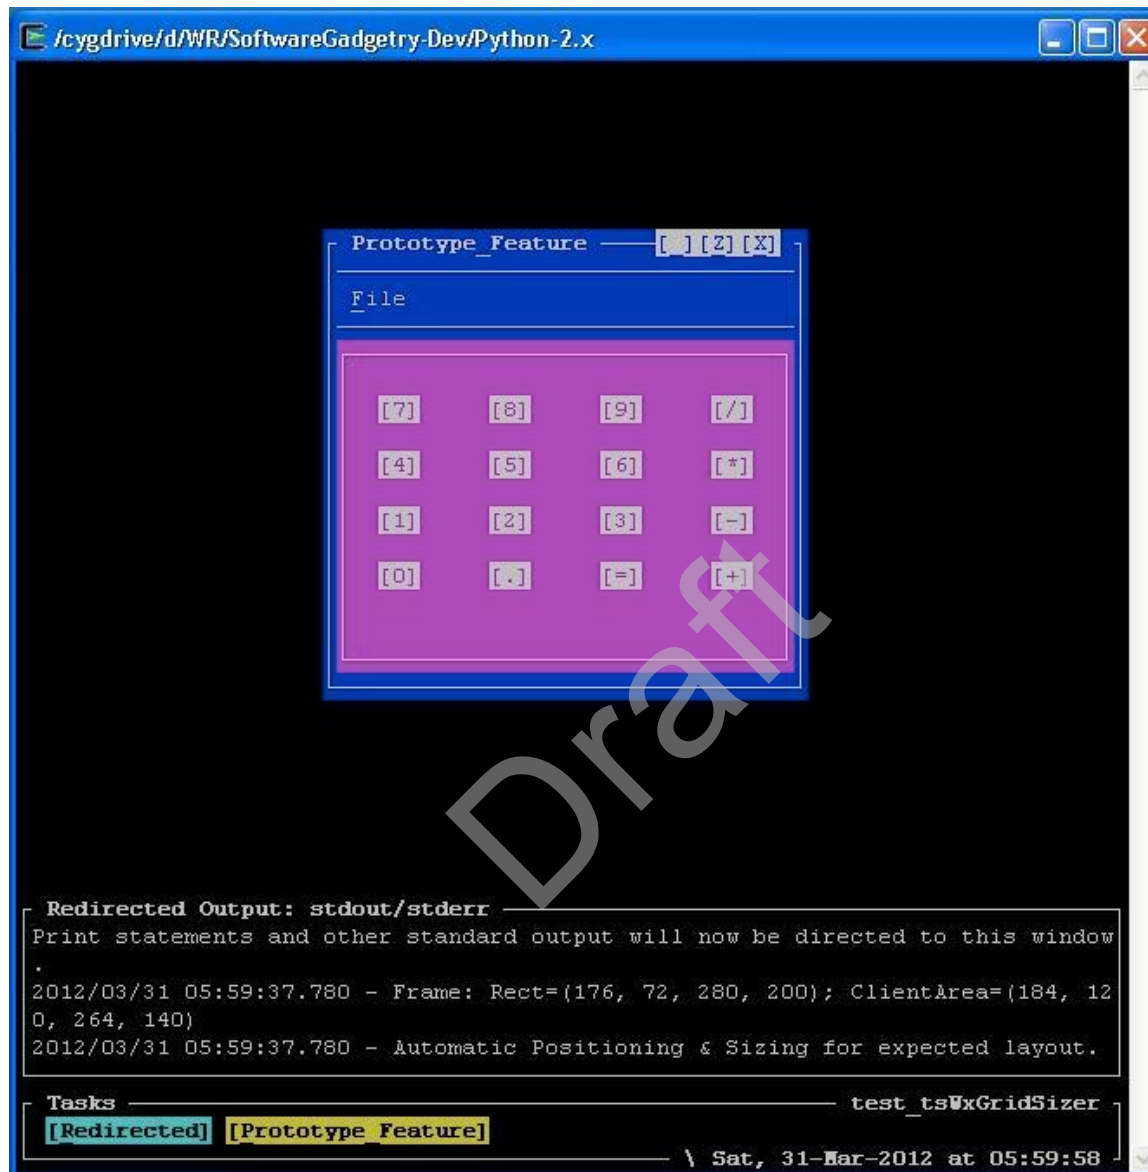 /cygdrive/d/WR/SoftwareGadgetry-Dev/Python-2.x
Prototype_Feature [_][Z][X]
File
[7] [8] [9] [/]
[4] [5] [6] [*]
[1] [2] [3] [-]
[0] [.] [=] [+]
Draft
Redirected Output: stdout/stderr
Print statements and other standard output will now be directed to this window
.
2012/03/31 05:59:37.780 - Frame: Rect=(176, 72, 280, 200); ClientArea=(184, 12
0, 264, 140)
2012/03/31 05:59:37.780 - Automatic Positioning & Sizing for expected layout.
Tasks test_tsWxGridSizer
[Redirected] [Prototype_Feature]
\ Sat, 31-Mar-2012 at 05:59:58